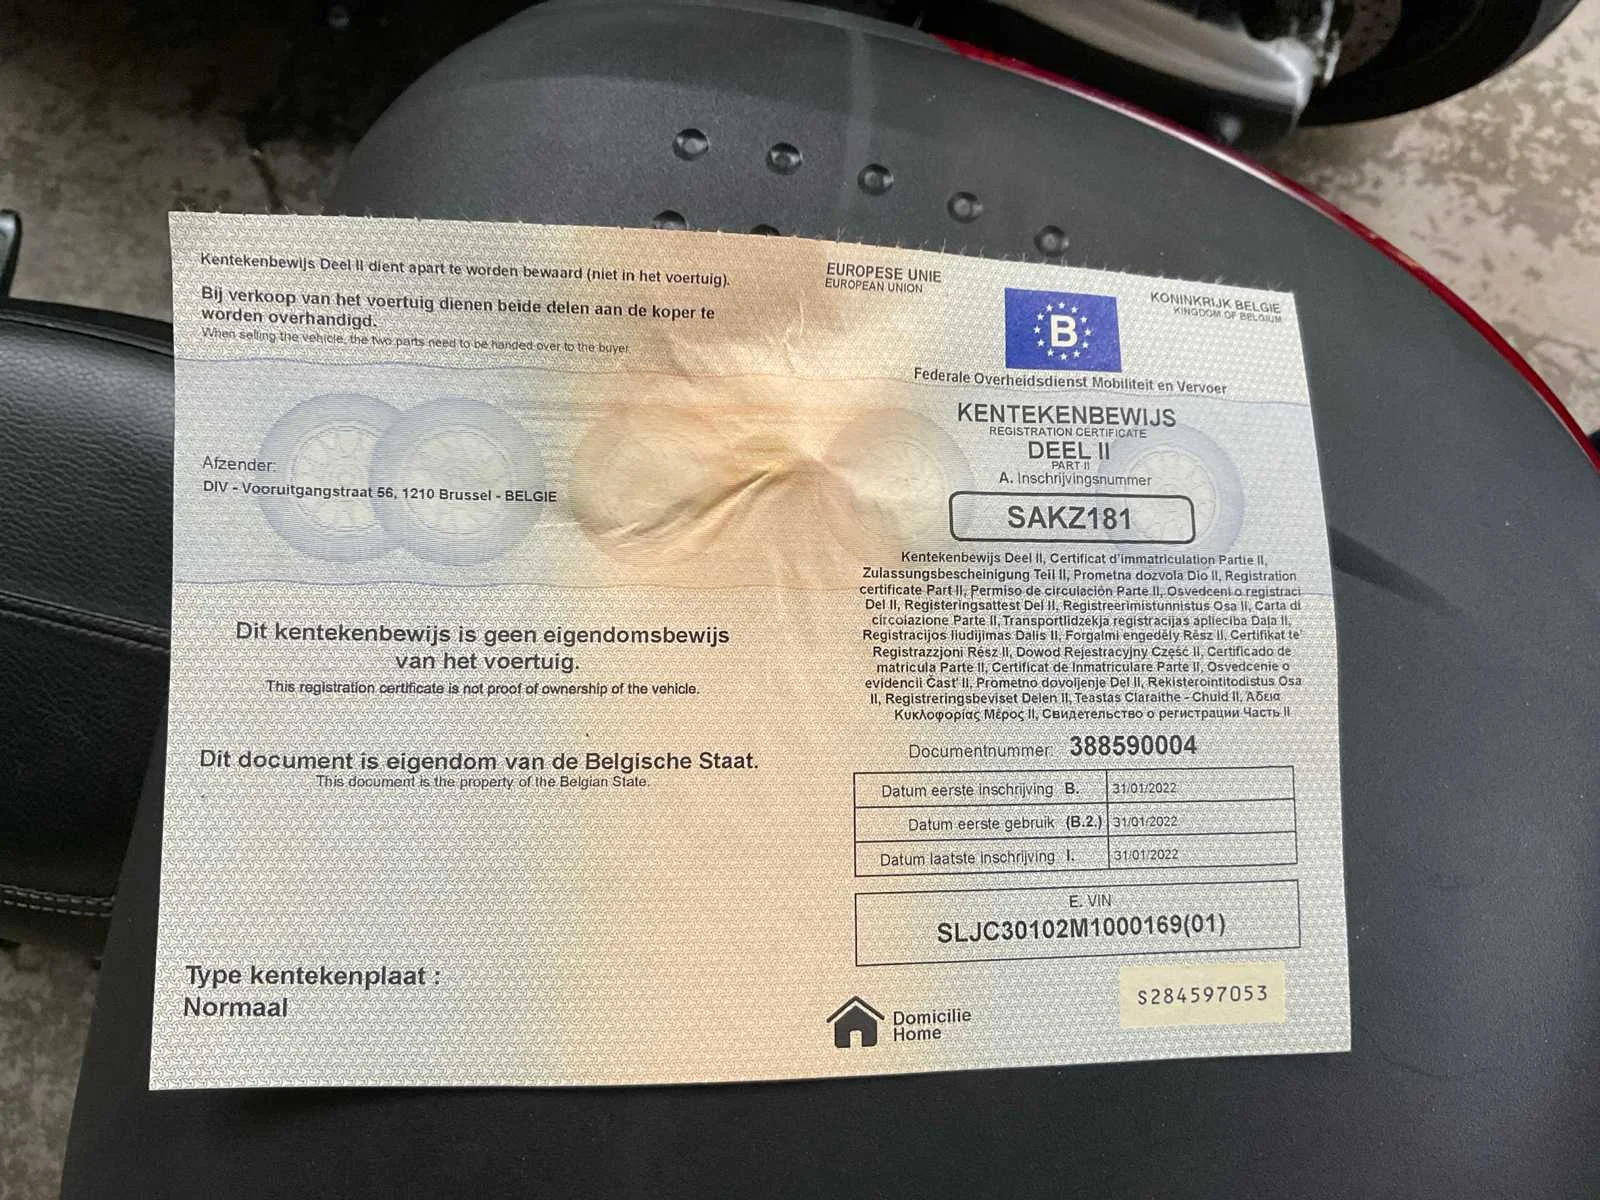 Kentekenbewijs Deel II dient apart te worden bewaard (niet in het voertuig).
Bij verkoop van het voertuig dienen beide delen aan de koper te
worden overhandigd.
When selling the vehicle, the two parts need to be handed over to the buyer.
Afzender:
DIV - Vooruitgangstraat 56, 1210 Brussel - BELGIE
Dit kentekenbewijs is geen eigendomsbewijs
van het voertuig.
This registration certificate is not proof of ownership of the vehicle.
Dit document is eigendom van de Belgische Staat.
This document is the property of the Belgian State.
Type kentekenplaat :
Normaal
EUROPESE UNIE
EUROPEAN UNION
B
KONINKRIJK BELGIE
KINGDOM OF BELGIUM
Federale Overheidsdienst Mobiliteit en Vervoer
KENTEKENBEWIJS
REGISTRATION CERTIFICATE
DEEL II
PART II
A. Inschrijvingsnummer
SAKZ181
Kentekenbewijs Deel II, Certificat d'immatriculation Partie II,
Zulassungsbescheinigung Teil II, Prometna dozvola Dio II, Registration
certificate Part II, Permiso de circulación Parte II, Osvedcení o registraci
Del II, Registeringsattest Del II, Registreerimistunnistus Osa II, Carta di
circolazione Parte II, Transportlidzekja registracijas apliecība Dala II,
Registracijos liudijimas Dalis II, Forgalmi engedély Rész II, Certifikat te'
Registrazzjoni Rész II, Dowod Rejestracyjny Część II, Certificado de
matricula Parte II, Certificat de Inmatriculare Parte II, Osvedcenie o
evidencii Čast' II, Prometno dovoljenje Del II, Rekisterointitodistus Osa
II, Registreringsbeviset Delen II, Teastas Claraithe - Chuld II, Άδεια
Κυκλοφορίας Μέρος II, Свидетельство о регистрации Часть II
Documentnummer: 388590004
Datum eerste inschrijving B. 31/01/2022
Datum eerste gebruik (B.2.) 31/01/2022
Datum laatste inschrijving I. 31/01/2022
E. VIN
SLJC30102M1000169(01)
S284597053
Domicilie
Home